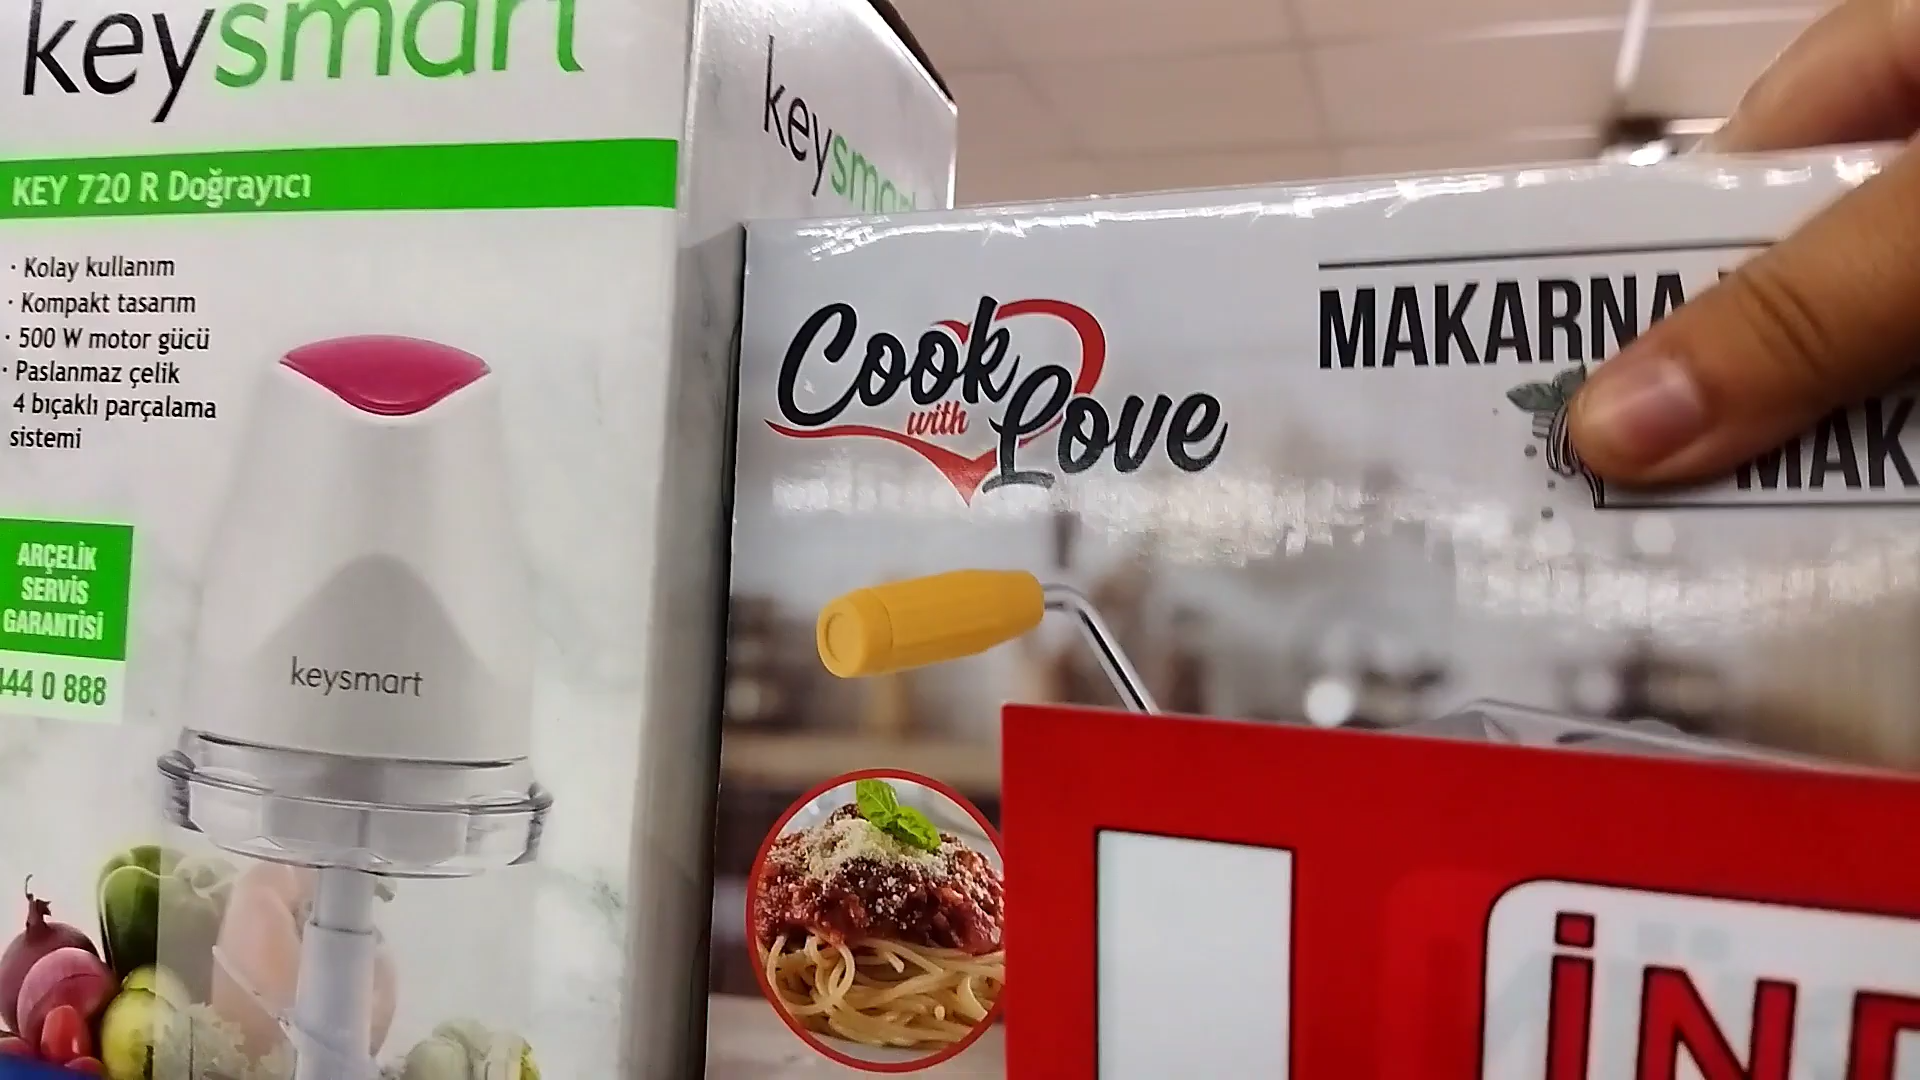 keysmart
KEY 720 R Doğrayıcı
· Kolay kullanım
· Kompakt tasarım
· 500 W motor gücü
· Paslanmaz çelik
4 bıçaklı parçalama
sistemi
ARÇELİK
SERVİS
GARANTİSİ
444 0 888
keysmart
keysmart
Cook
with
Love
MAKARNA